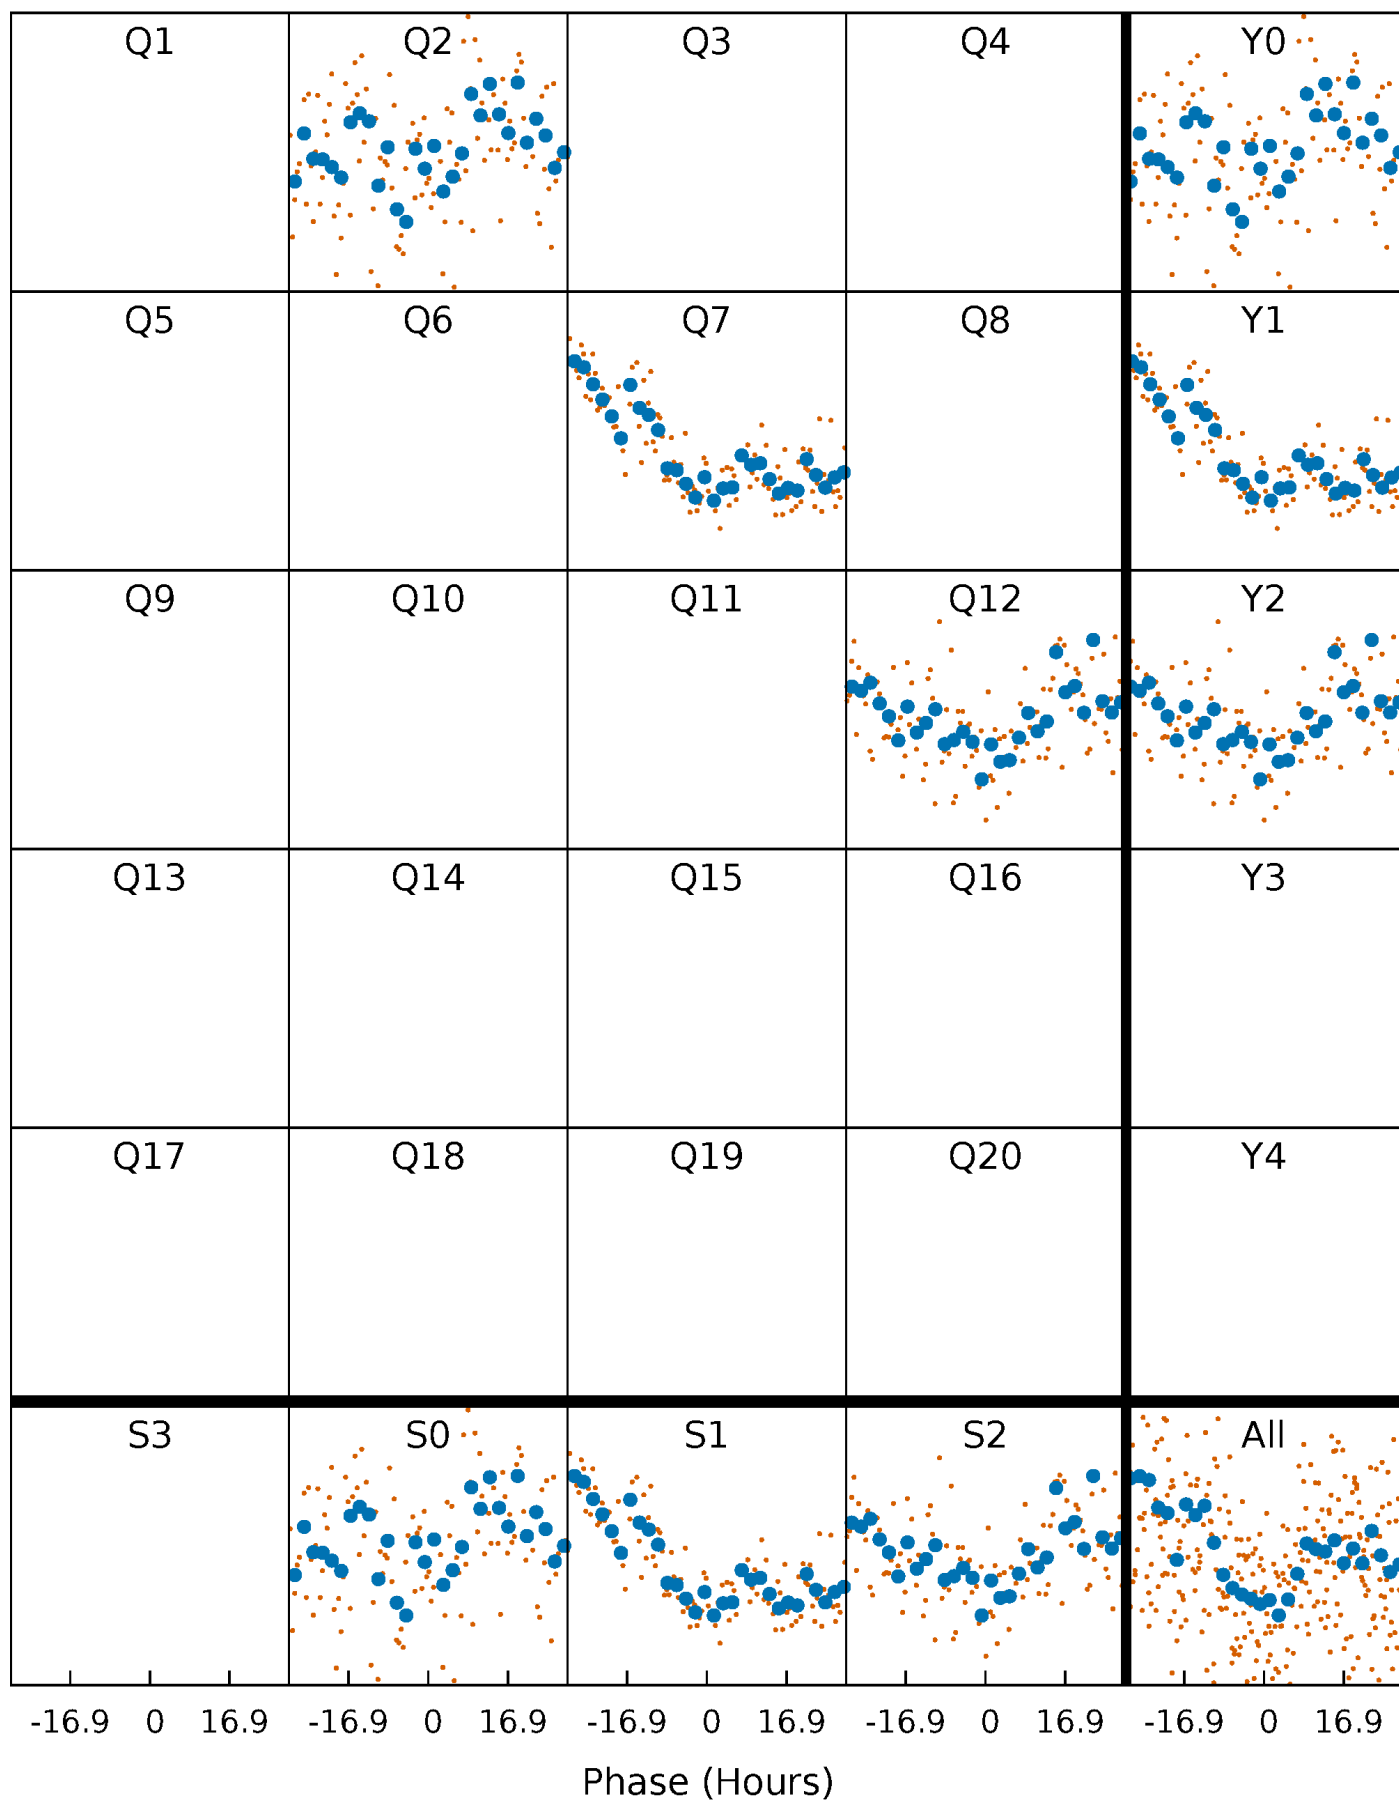 Q1 Q2 Q3 Q4 Y0
Q5 Q6 Q7 Q8 Y1
Q9 Q10 Q11 Q12 Y2
Q13 Q14 Q15 Q16 Y3
Q17 Q18 Q19 Q20 Y4
S3 S0 S1 S2 All
-16.9 0 16.9 -16.9 0 16.9 -16.9 0 16.9 -16.9 0 16.9 -16.9 0 16.9
Phase (Hours)